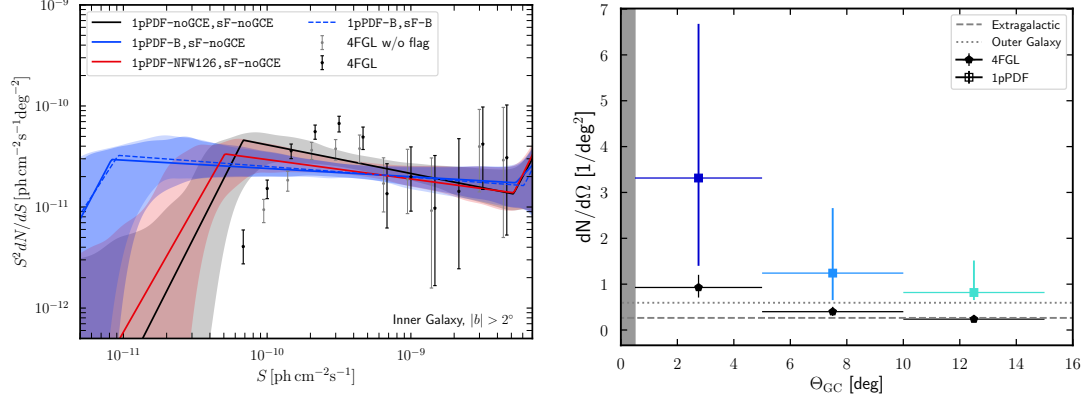 10⁻⁹
10⁻¹⁰
10⁻¹¹
10⁻¹²
S² dN/dS [ph cm⁻² s⁻¹ deg⁻²]
1pPDF-noGCE,sF-noGCE
1pPDF-B,sF-noGCE
1pPDF-NFW126,sF-noGCE
1pPDF-B,sF-B
4FGL w/o flag
4FGL
Inner Galaxy, |b| > 2°
10⁻¹¹
10⁻¹⁰
10⁻⁹
S [ph cm⁻² s⁻¹]
7
6
5
4
3
2
1
0
dN/dΩ [1/deg²]
Extragalactic
Outer Galaxy
4FGL
1pPDF
0 2 4 6 8 10 12 14 16
Θ_GC [deg]